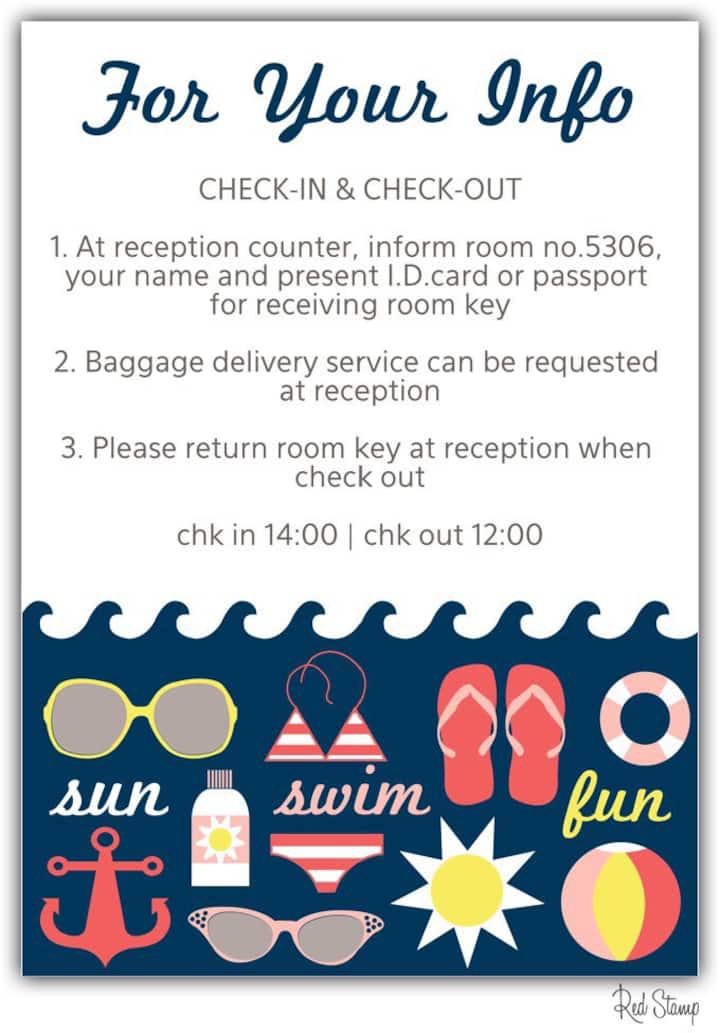 For Your Info
CHECK-IN & CHECK-OUT
1. At reception counter, inform room no.5306,
your name and present I.D.card or passport
for receiving room key
2. Baggage delivery service can be requested
at reception
3. Please return room key at reception when
check out
chk in 14:00 | chk out 12:00
sun
swim
fun
Red Stamp